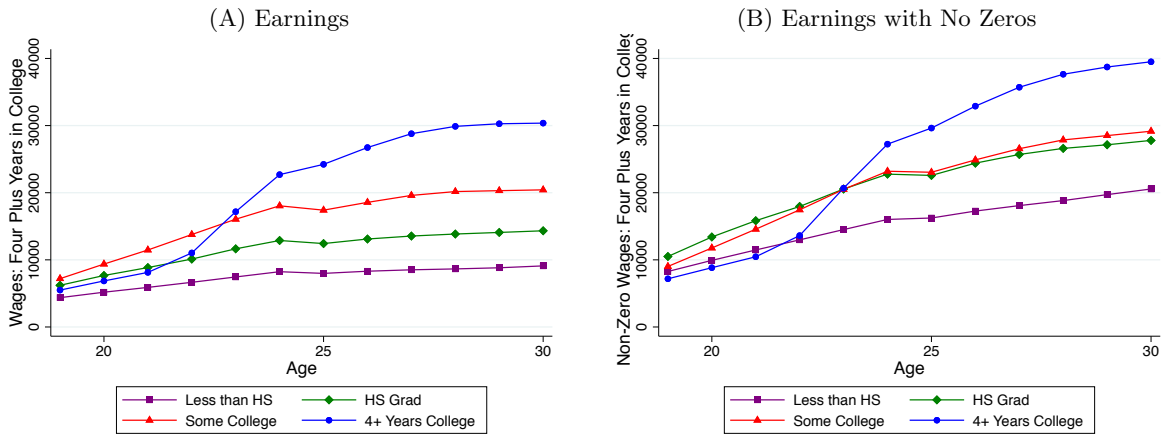 (A) Earnings
Wages: Four Plus Years in College
0 10000 20000 30000 40000
20 25 30
Age
Less than HS HS Grad
Some College 4+ Years College
(B) Earnings with No Zeros
Non-Zero Wages: Four Plus Years in Colleg
0 10000 20000 30000 40000
20 25 30
Age
Less than HS HS Grad
Some College 4+ Years College